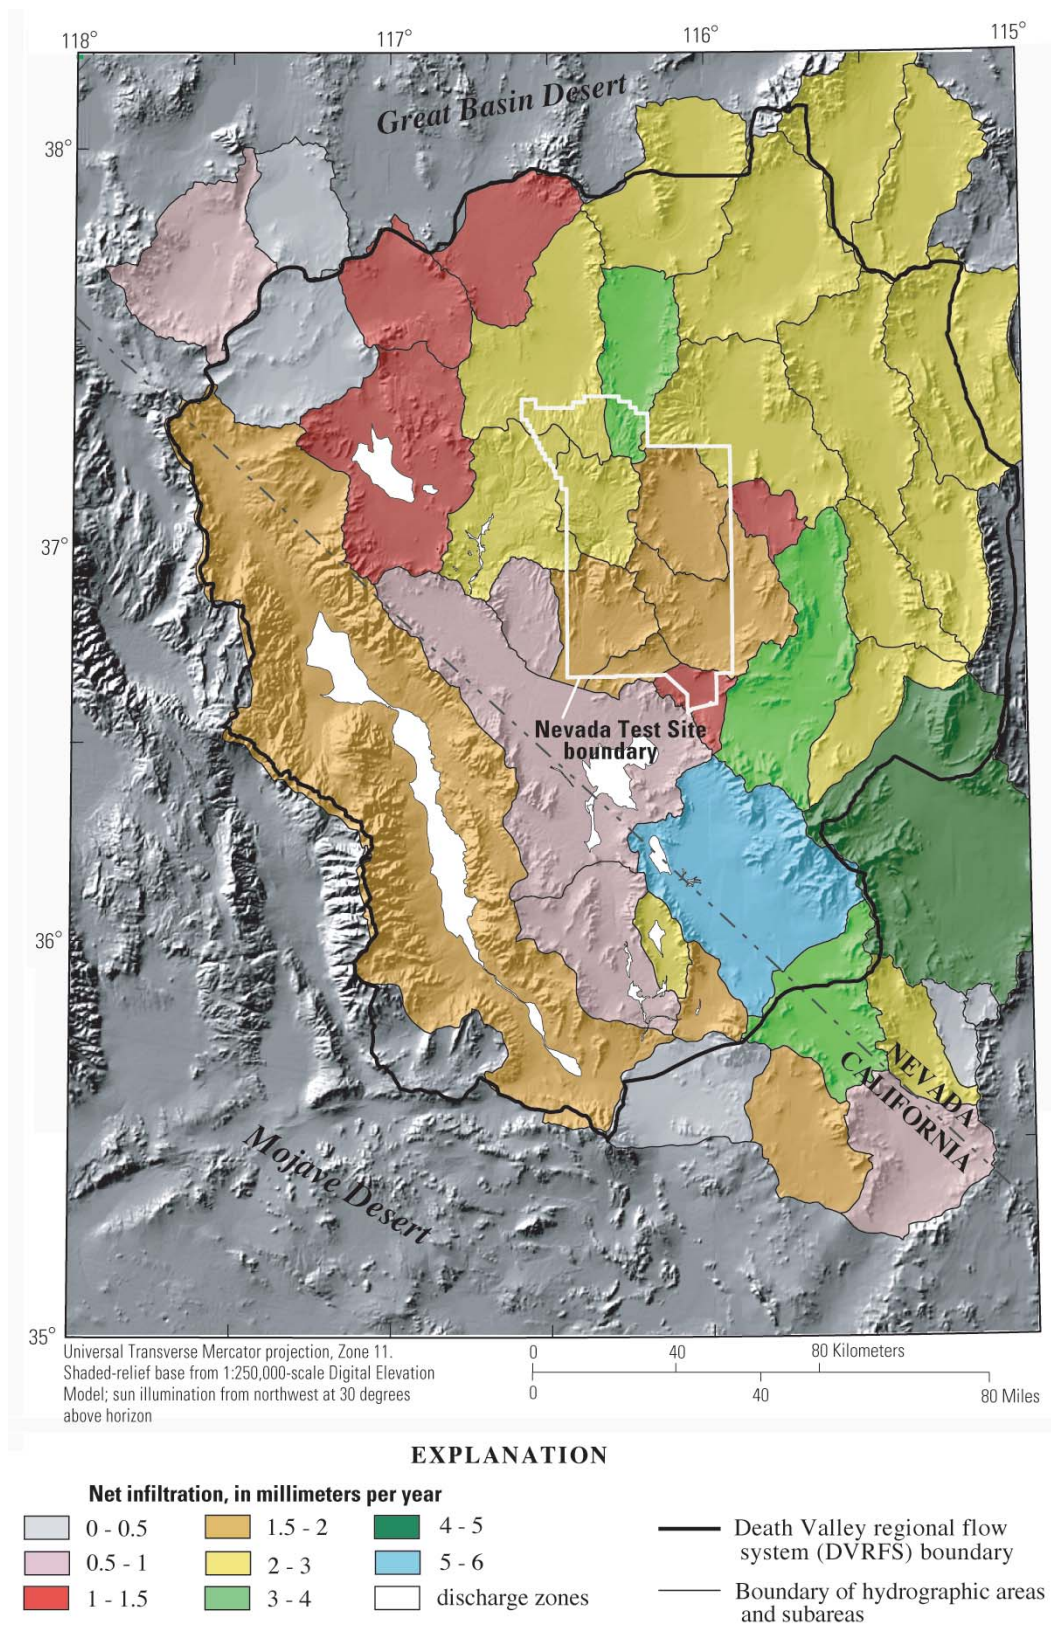 118° 117° 116° 115°
Great Basin Desert
38°
37°
Nevada Test Site
boundary
36°
NEVADA
CALIFORNIA
Mojave Desert
35°
Universal Transverse Mercator projection, Zone 11.
Shaded-relief base from 1:250,000-scale Digital Elevation
Model; sun illumination from northwest at 30 degrees
above horizon
0 40 80 Kilometers
0 40 80 Miles
EXPLANATION
Net infiltration, in millimeters per year
0 - 0.5
0.5 - 1
1 - 1.5
1.5 - 2
2 - 3
3 - 4
4 - 5
5 - 6
discharge zones
Death Valley regional flow
system (DVRFS) boundary
Boundary of hydrographic areas
and subareas